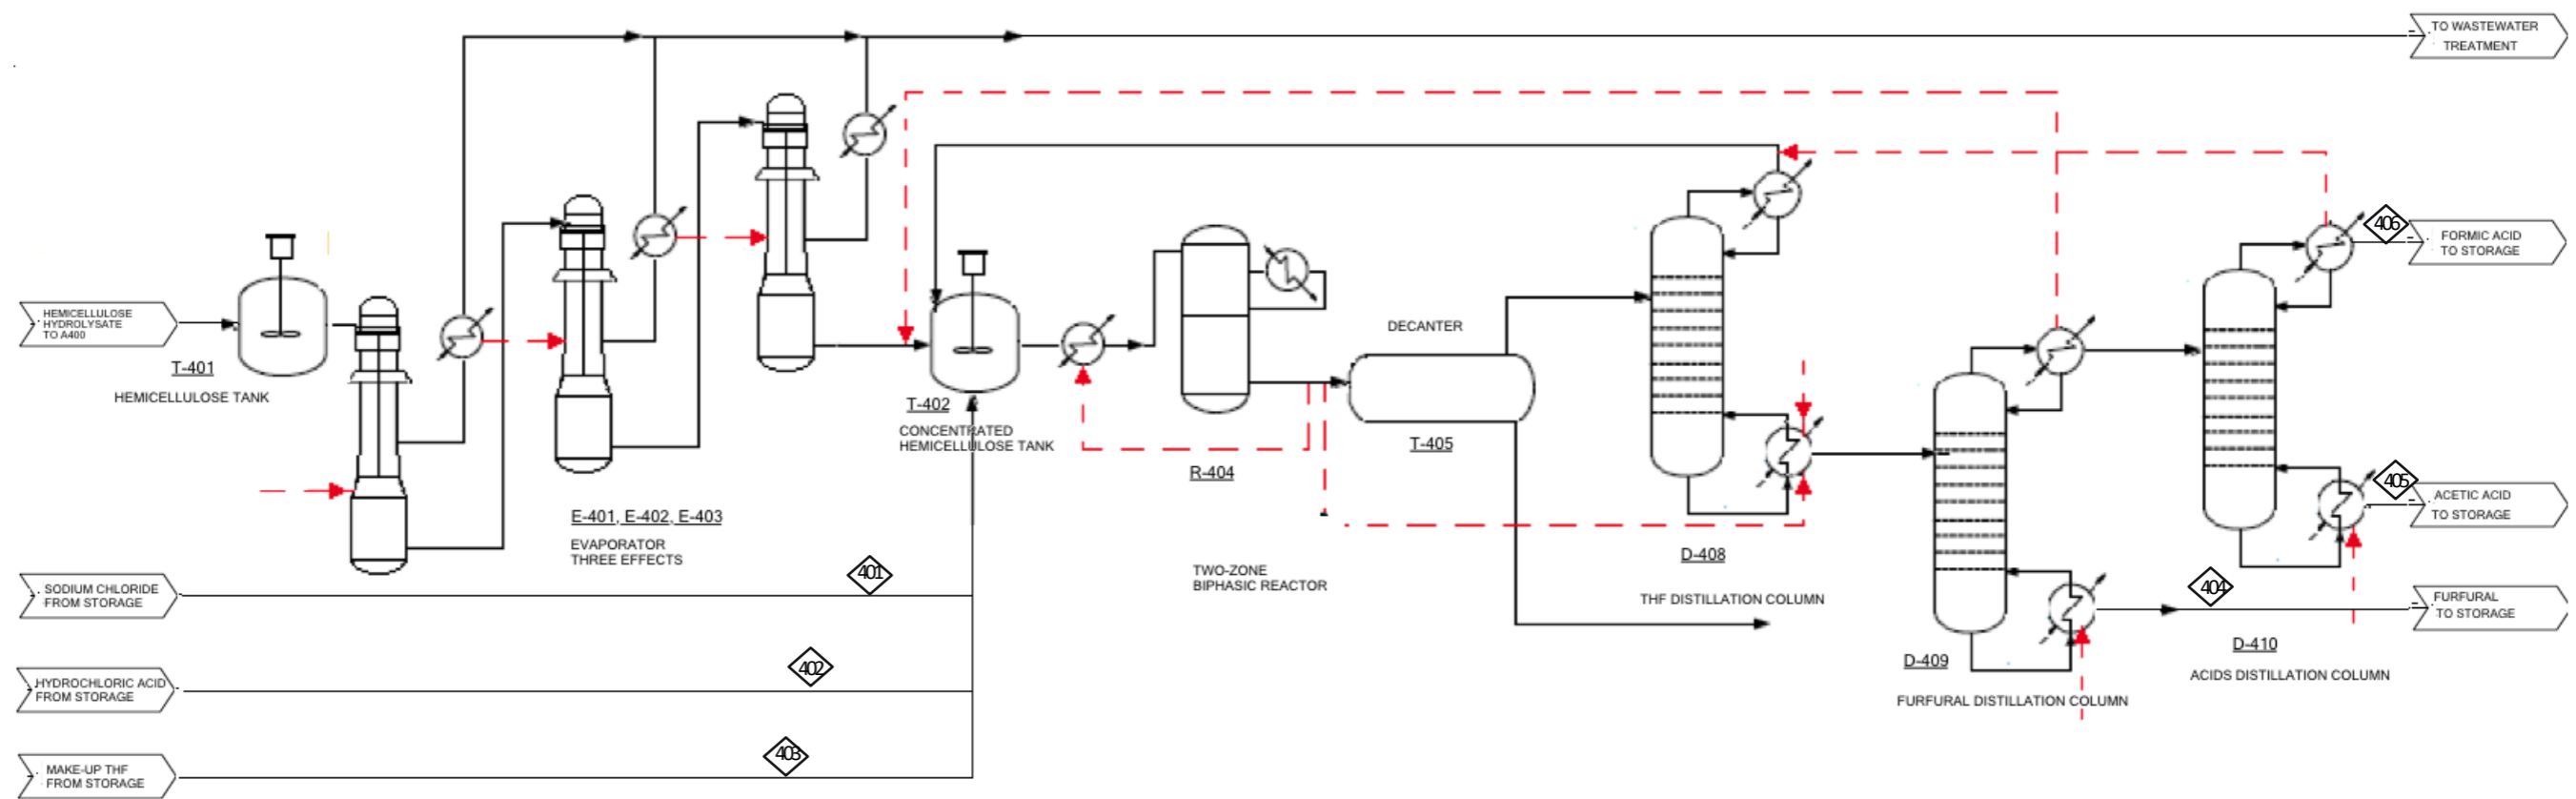 TO WASTEWATER
TREATMENT
406
FORMIC ACID
TO STORAGE
HEMICELLULOSE
HYDROLYSATE
TO A400
T-401
HEMICELLULOSE TANK
DECANTER
T-402
CONCENTRATED
HEMICELLULOSE TANK
T-405
R-404
405
ACETIC ACID
TO STORAGE
E-401, E-402, E-403
EVAPORATOR
THREE EFFECTS
D-408
TWO-ZONE
BIPHASIC REACTOR
THF DISTILLATION COLUMN
401
SODIUM CHLORIDE
FROM STORAGE
404
FURFURAL
TO STORAGE
D-409
FURFURAL DISTILLATION COLUMN
D-410
ACIDS DISTILLATION COLUMN
402
HYDROCHLORIC ACID
FROM STORAGE
403
MAKE-UP THF
FROM STORAGE